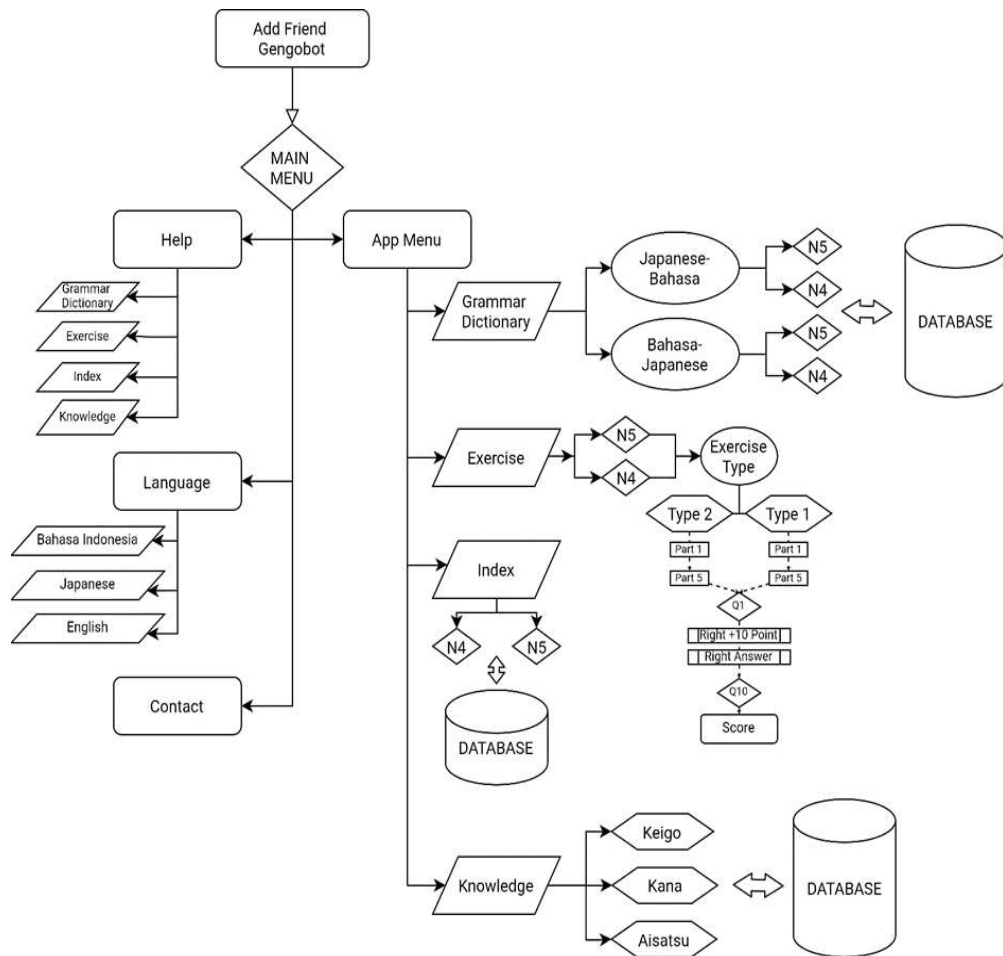 Add Friend
Gengobot
MAIN
MENU
Help
App Menu
Grammar
Dictionary
Exercise
Index
Knowledge
Language
Bahasa Indonesia
Japanese
English
Contact
Grammar
Dictionary
Japanese-
Bahasa
N5
N4
Bahasa-
Japanese
N5
N4
DATABASE
Exercise
N5
N4
Exercise
Type
Type 2
Type 1
Part 1
Part 1
Part 5
Part 5
Q1
Right +10 Point
Right Answer
Q10
Score
Index
N4
N5
DATABASE
Knowledge
Keigo
Kana
Aisatsu
DATABASE